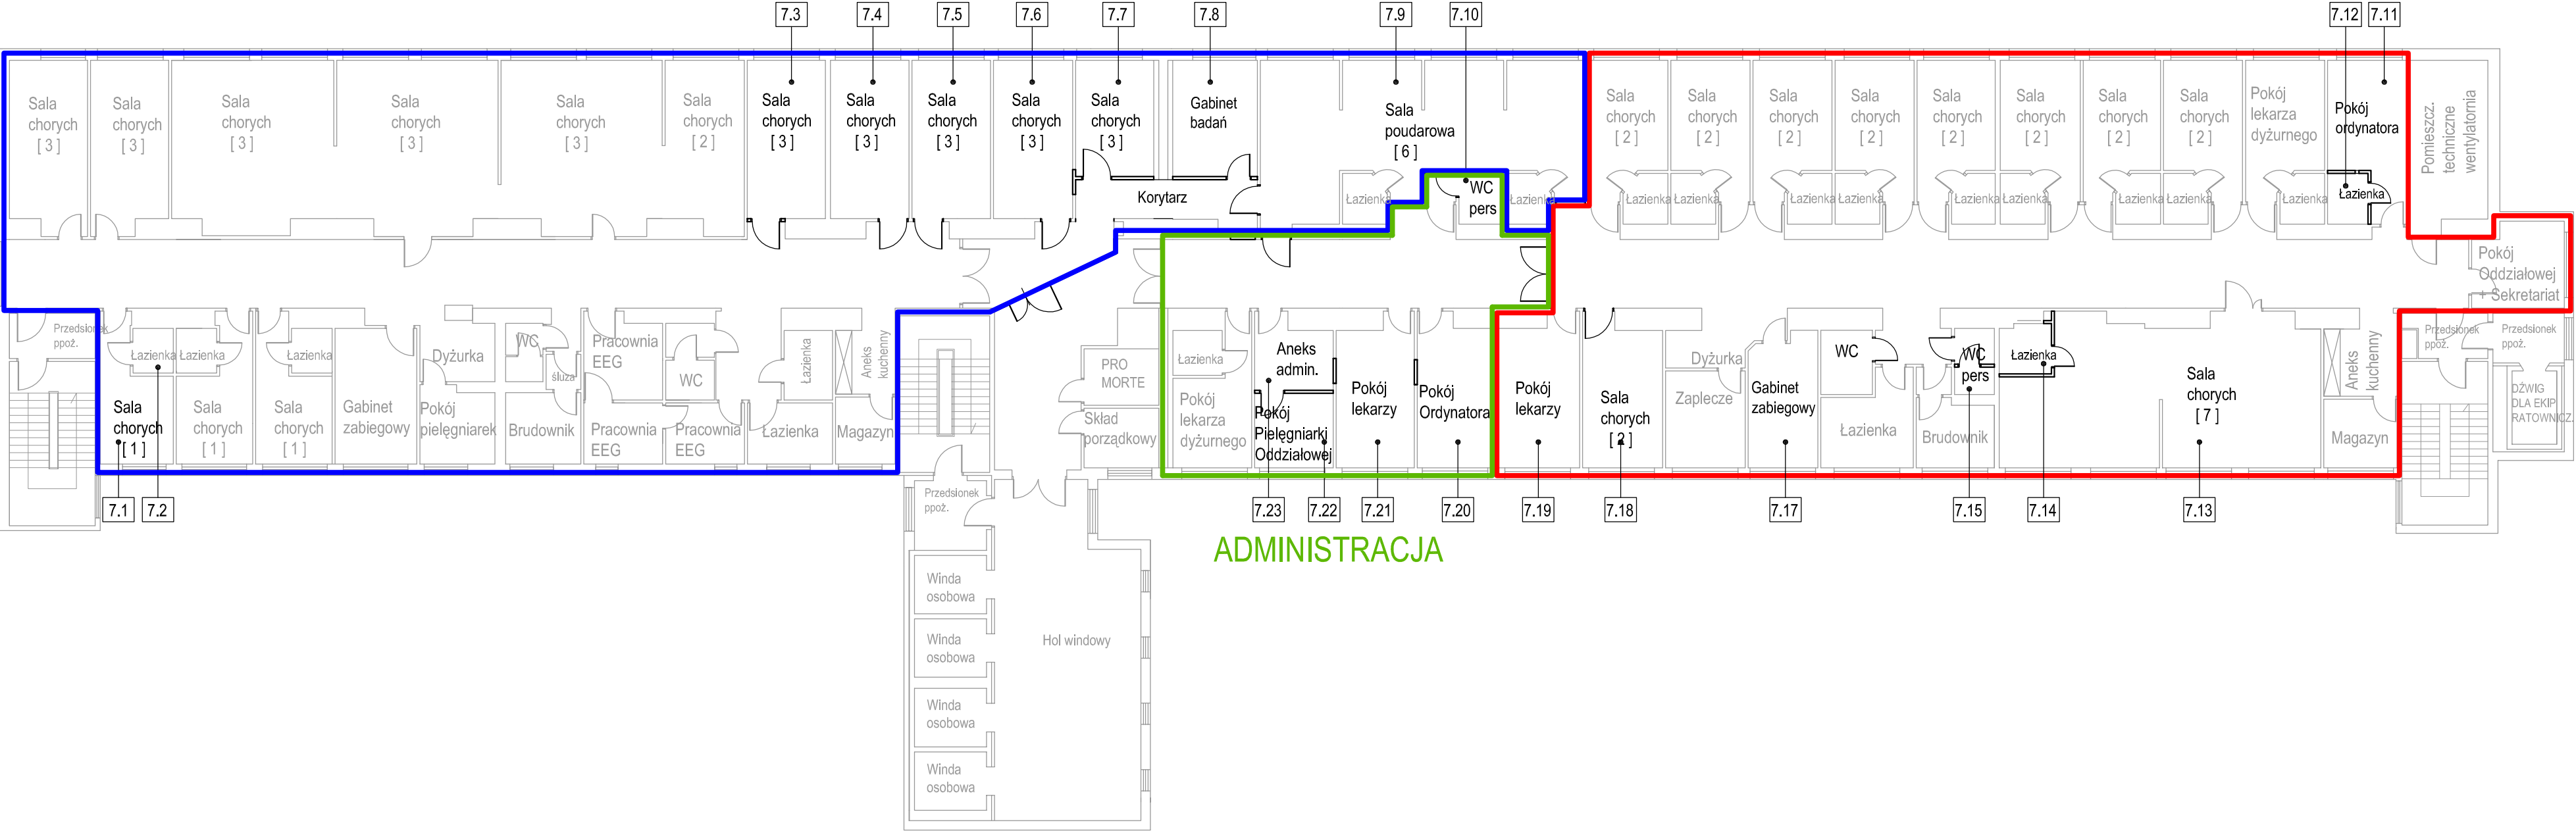 7.3
7.4
7.5
7.6
7.7
7.8
7.9
7.10
7.12
7.11
Sala
chorych
[ 3 ]
Sala
chorych
[ 3 ]
Sala
chorych
[ 3 ]
Sala
chorych
[ 3 ]
Sala
chorych
[ 3 ]
Sala
chorych
[ 2 ]
Sala
chorych
[ 3 ]
Sala
chorych
[ 3 ]
Sala
chorych
[ 3 ]
Sala
chorych
[ 3 ]
Sala
chorych
[ 3 ]
Gabinet
badań
Sala
poudarowa
[ 6 ]
Sala
chorych
[ 2 ]
Sala
chorych
[ 2 ]
Sala
chorych
[ 2 ]
Sala
chorych
[ 2 ]
Sala
chorych
[ 2 ]
Sala
chorych
[ 2 ]
Sala
chorych
[ 2 ]
Sala
chorych
[ 2 ]
Pokój
lekarza
dyżurnego
Pokój
ordynatora
Pomieszcz.
techniczne
wentylatornia
Korytarz
Łazienka
WC
pers
Łazienka
Łazienka
Łazienka
Łazienka
Łazienka
Łazienka
Łazienka
Łazienka
Łazienka
Łazienka
Łazienka
Pokój
Oddziałowej
+ Sekretariat
Przedsionek
ppoż.
Łazienka
Łazienka
Łazienka
Dyżurka
WC
śluza
Pracownia
EEG
WC
Łazienka
Aneks
kuchenny
Sala
chorych
[ 1 ]
Sala
chorych
[ 1 ]
Sala
chorych
[ 1 ]
Gabinet
zabiegowy
Pokój
pielęgniarek
Brudownik
Pracownia
EEG
Pracownia
EEG
Łazienka
Magazyn
PRO
MORTE
Skład
porządkowy
Łazienka
Pokój
lekarza
dyżurnego
Aneks
admin.
Pokój
Pielęgniarki
Oddziałowej
Pokój
lekarzy
Pokój
Ordynatora
Pokój
lekarzy
Sala
chorych
[ 2 ]
Dyżurka
Zaplecze
Gabinet
zabiegowy
WC
Łazienka
WC
pers
Brudownik
Łazienka
Sala
chorych
[ 7 ]
Aneks
kuchenny
Magazyn
Przedsionek
ppoż.
Przedsionek
ppoż.
DŹWIG
DLA EKIP
RATOWNICZ.
7.1
7.2
7.23
7.22
7.21
7.20
7.19
7.18
7.17
7.15
7.14
7.13
Przedsionek
ppoż.
ADMINISTRACJA
Winda
osobowa
Winda
osobowa
Winda
osobowa
Winda
osobowa
Hol windowy